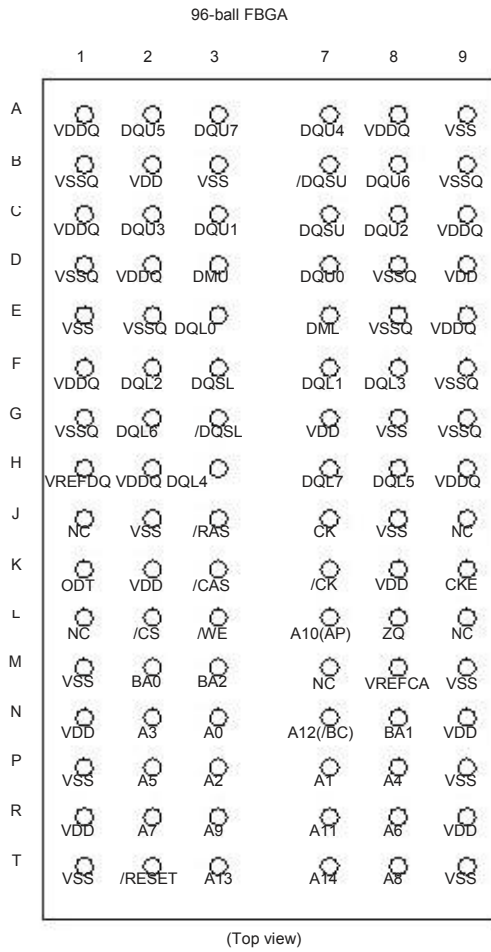 96-ball FBGA
1 2 3 7 8 9
A VDDQ DQU5 DQU7 DQU4 VDDQ VSS
B VSSQ VDD VSS /DQSU DQU6 VSSQ
C VDDQ DQU3 DQU1 DQSU DQU2 VDDQ
D VSSQ VDDQ DMU DQU0 VSSQ VDD
E VSS VSSQ DQL0 DML VSSQ VDDQ
F VDDQ DQL2 DQSL DQL1 DQL3 VSSQ
G VSSQ DQL6 /DQSL VDD VSS VSSQ
H VREFDQ VDDQ DQL4 DQL7 DQL5 VDDQ
J NC VSS /RAS CK VSS NC
K ODT VDD /CAS /CK VDD CKE
L NC /CS /WE A10(AP) ZQ NC
M VSS BA0 BA2 NC VREFCA VSS
N VDD A3 A0 A12(/BC) BA1 VDD
P VSS A5 A2 A1 A4 VSS
R VDD A7 A9 A11 A6 VDD
T VSS /RESET A13 A14 A8 VSS
(Top view)